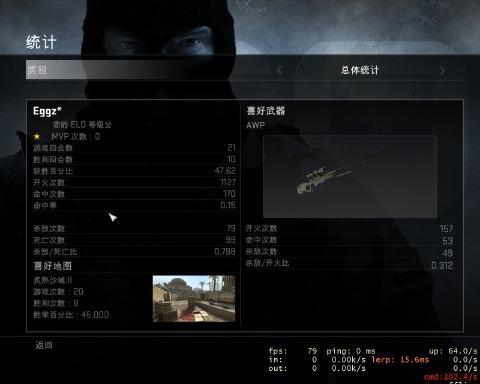 统计
类别
总体统计
Eggz*
您的 ELO 等级分
MVP 次数：0
游戏回合数 21
胜利回合数 10
获胜百分比 47.62
开火次数 1127
命中次数 170
命中率 0.15
杀敌次数 79
死亡次数 99
杀敌/死亡比 0.798
喜好地图
炙热沙城 II
游戏次数：20
胜利次数：9
胜率百分比：45.000
喜好武器
AWP
开火次数 157
命中次数 53
杀敌次数 49
杀敌/开火比 0.312
返回
fps: 79 ping: 0 ms up: 64.0/s
in: 0 0.00k/s lerp: 15.6ms 0.0/s
out: 0 0.00k/s 0.0/s
cmd:102.4/s